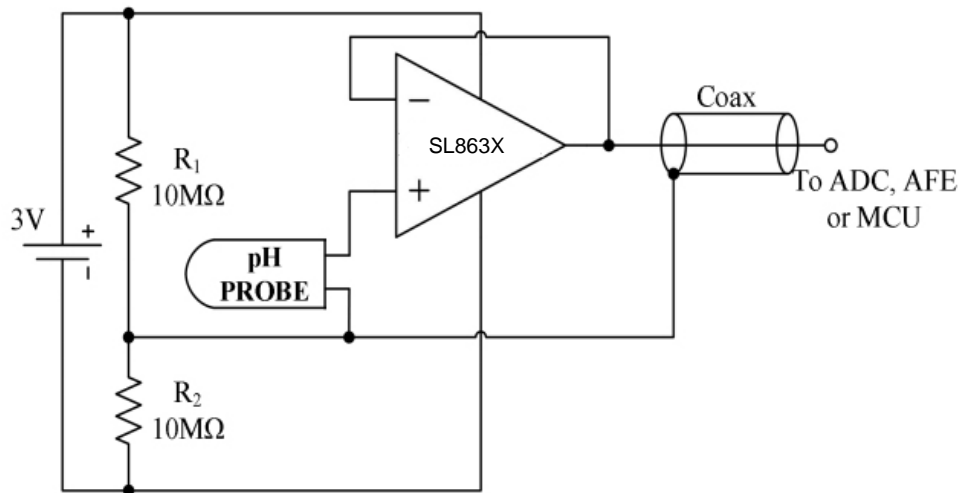 Coax
−
SL863X
+
To ADC, AFE
or MCU
R1
10MΩ
3V
+
−
pH
PROBE
R2
10MΩ